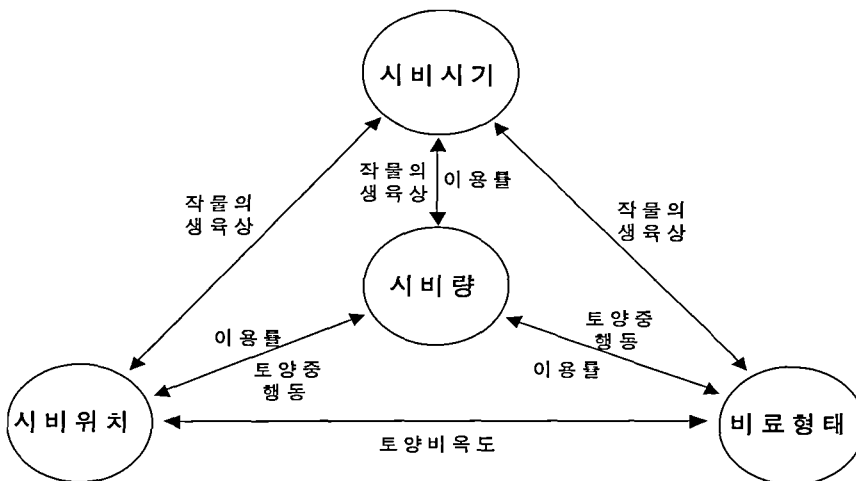 시비시기
작물의
생육상
이용률
작물의
생육상
작물의
생육상
시비량
이용률
토양중
행동
토양중
행동
이용률
시비위치
토양비옥도
비료형태